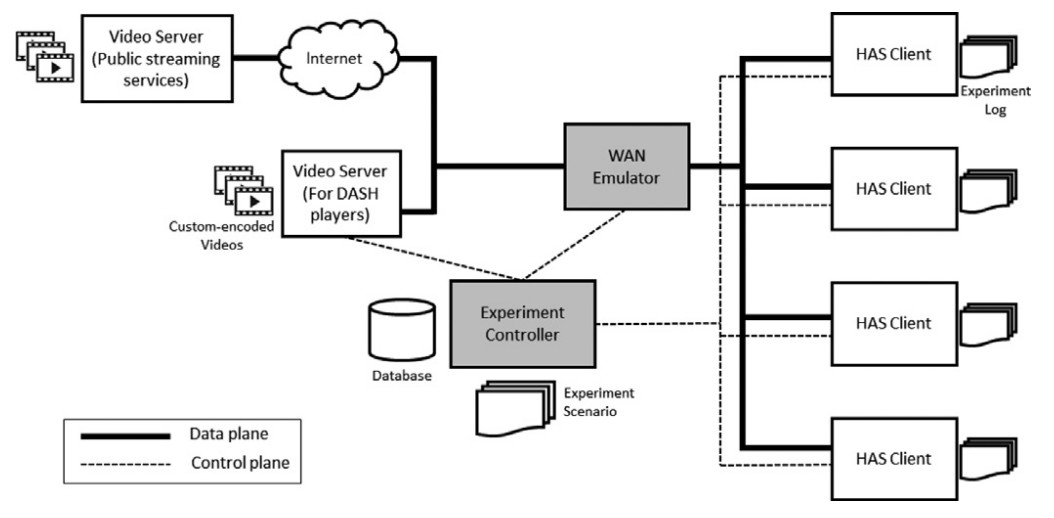 Video Server
(Public streaming
services)
Internet
HAS Client
Experiment
Log
WAN
Emulator
Video Server
(For DASH
players)
Custom-encoded
Videos
HAS Client
Experiment
Controller
Database
Experiment
Scenario
HAS Client
Data plane
Control plane
HAS Client